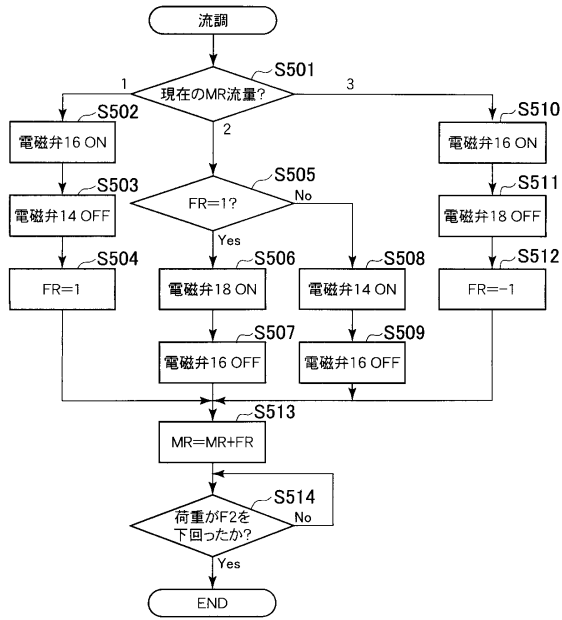 流調
S501
現在のMR流量?
1
2
3
S502
電磁弁16 ON
S503
電磁弁14 OFF
S504
FR=1
S505
FR=1?
No
Yes
S506
電磁弁18 ON
S507
電磁弁16 OFF
S508
電磁弁14 ON
S509
電磁弁16 OFF
S510
電磁弁16 ON
S511
電磁弁18 OFF
S512
FR=-1
S513
MR=MR+FR
S514
荷重がF2を
下回ったか?
No
Yes
END